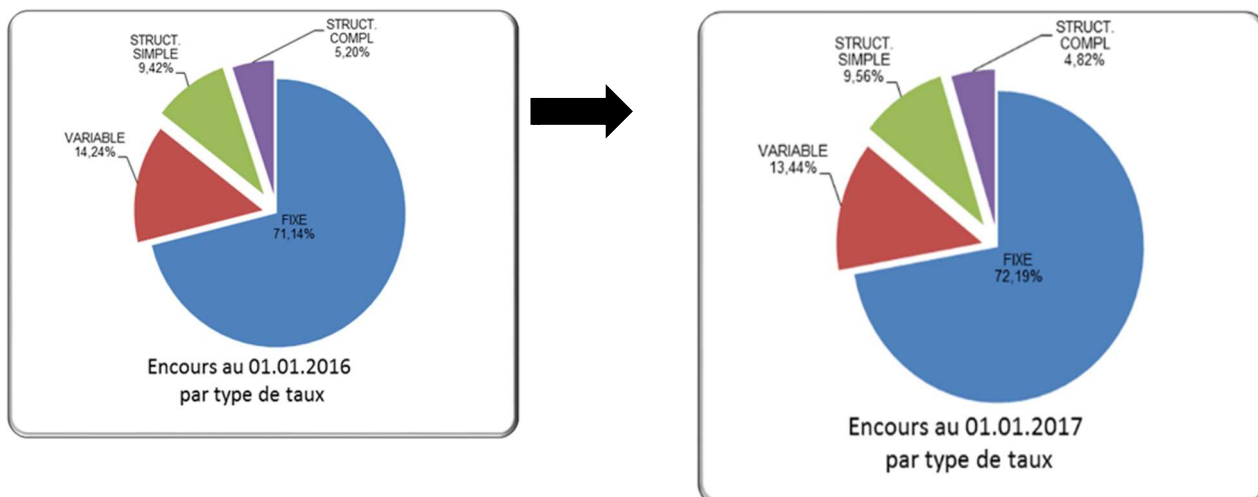 STRUCT.
COMPL
5,20%
STRUCT.
SIMPLE
9,42%
VARIABLE
14,24%
FIXE
71,14%
Encours au 01.01.2016
par type de taux
STRUCT.
COMPL
4,82%
STRUCT.
SIMPLE
9,56%
VARIABLE
13,44%
FIXE
72,19%
Encours au 01.01.2017
par type de taux